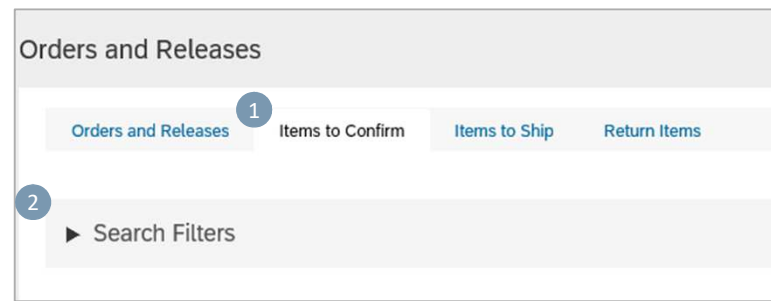 Orders and Releases
1
Orders and Releases Items to Confirm Items to Ship Return Items
2
Search Filters